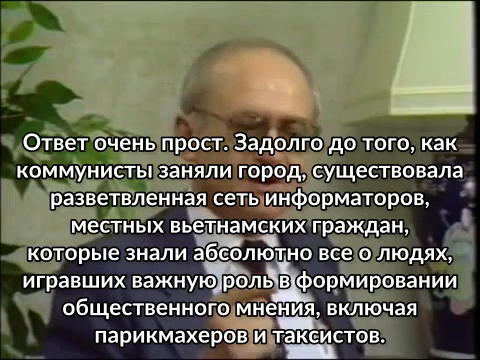 Ответ очень прост. Задолго до того, как
коммунисты заняли город, существовала
разветвленная сеть информаторов,
местных вьетнамских граждан,
которые знали абсолютно все о людях,
игравших важную роль в формировании
общественного мнения, включая
парикмахеров и таксистов.